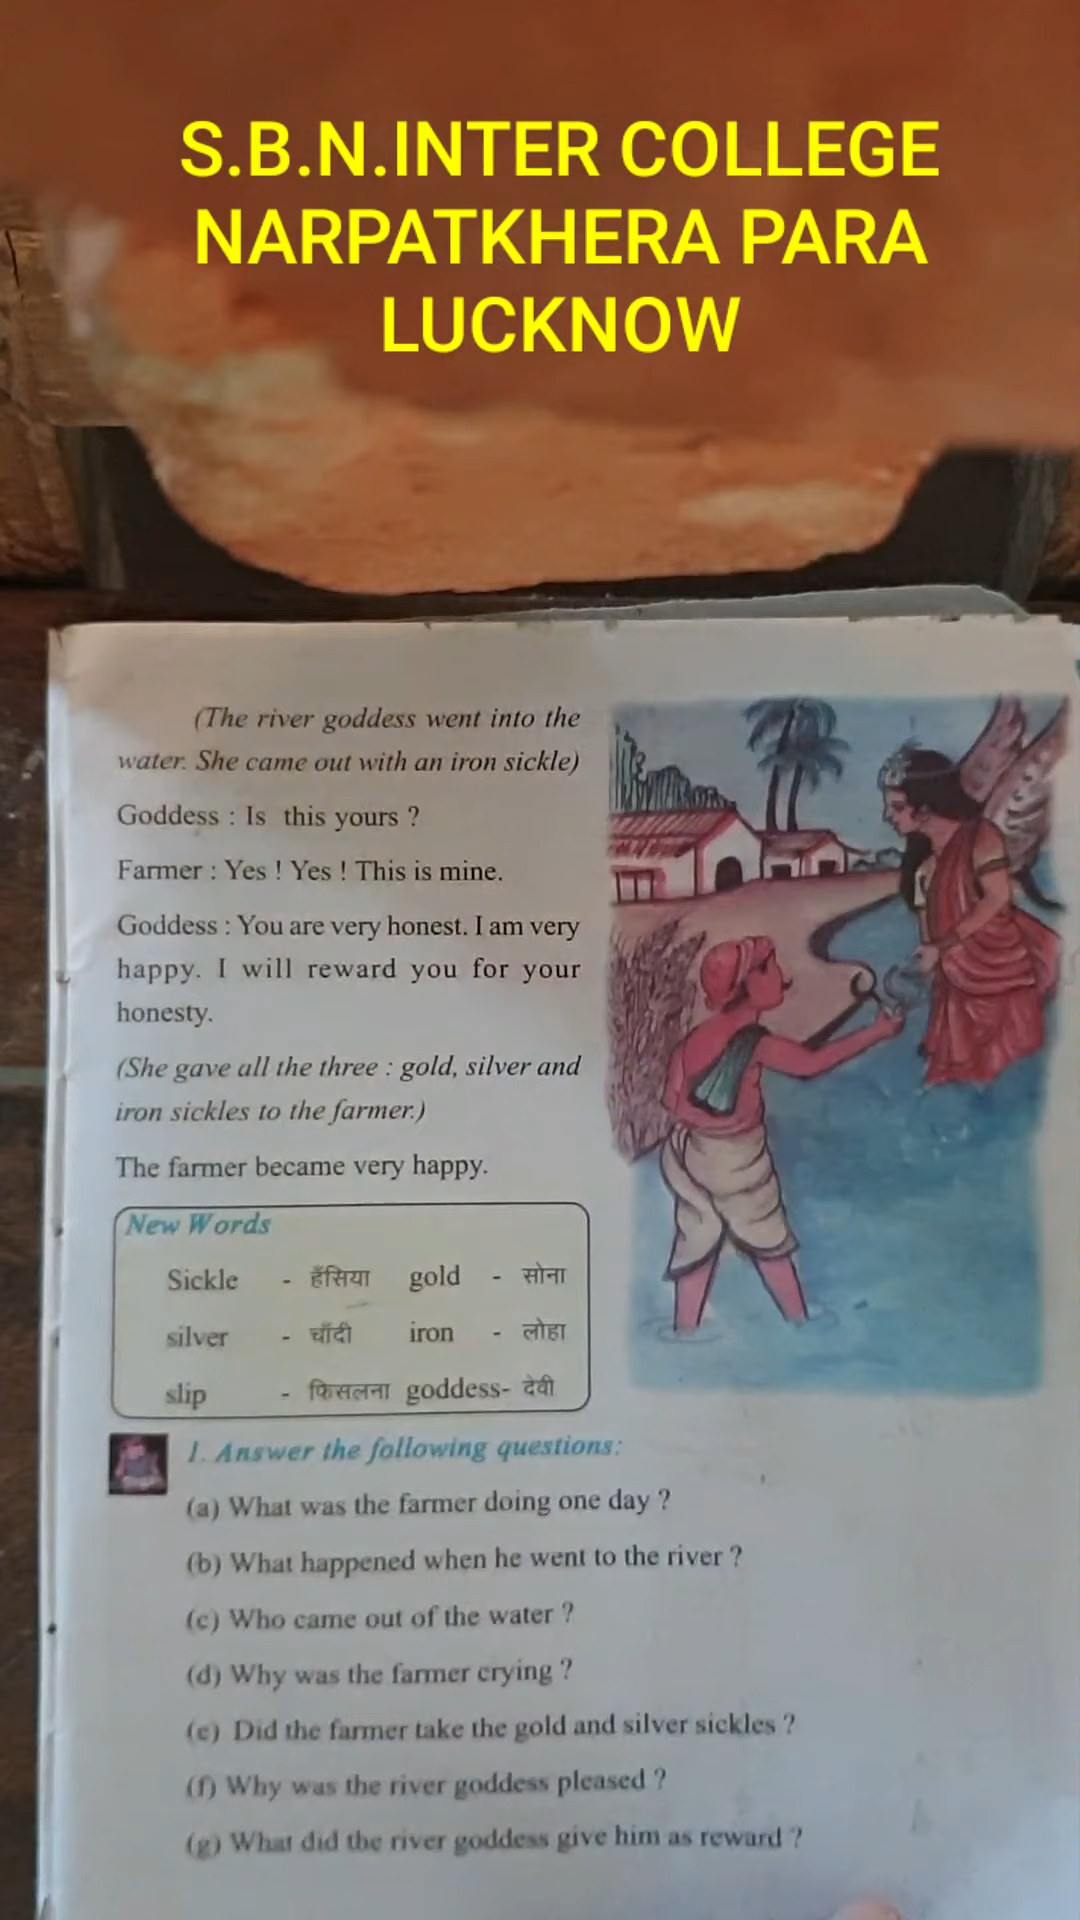 S.B.N.INTER COLLEGE
NARPATKHERA PARA
LUCKNOW
(The river goddess went into the
water. She came out with an iron sickle)
Goddess : Is this yours ?
Farmer : Yes ! Yes ! This is mine.
Goddess : You are very honest. I am very
happy. I will reward you for your
honesty.
(She gave all the three : gold, silver and
iron sickles to the farmer.)
The farmer became very happy.
New Words
Sickle - हँसिया gold - सोना
silver - चाँदी iron - लोहा
slip - फिसलना goddess- देवी
1. Answer the following questions:
(a) What was the farmer doing one day ?
(b) What happened when he went to the river ?
(c) Who came out of the water ?
(d) Why was the farmer crying ?
(e) Did the farmer take the gold and silver sickles ?
(f) Why was the river goddess pleased ?
(g) What did the river goddess give him as reward ?